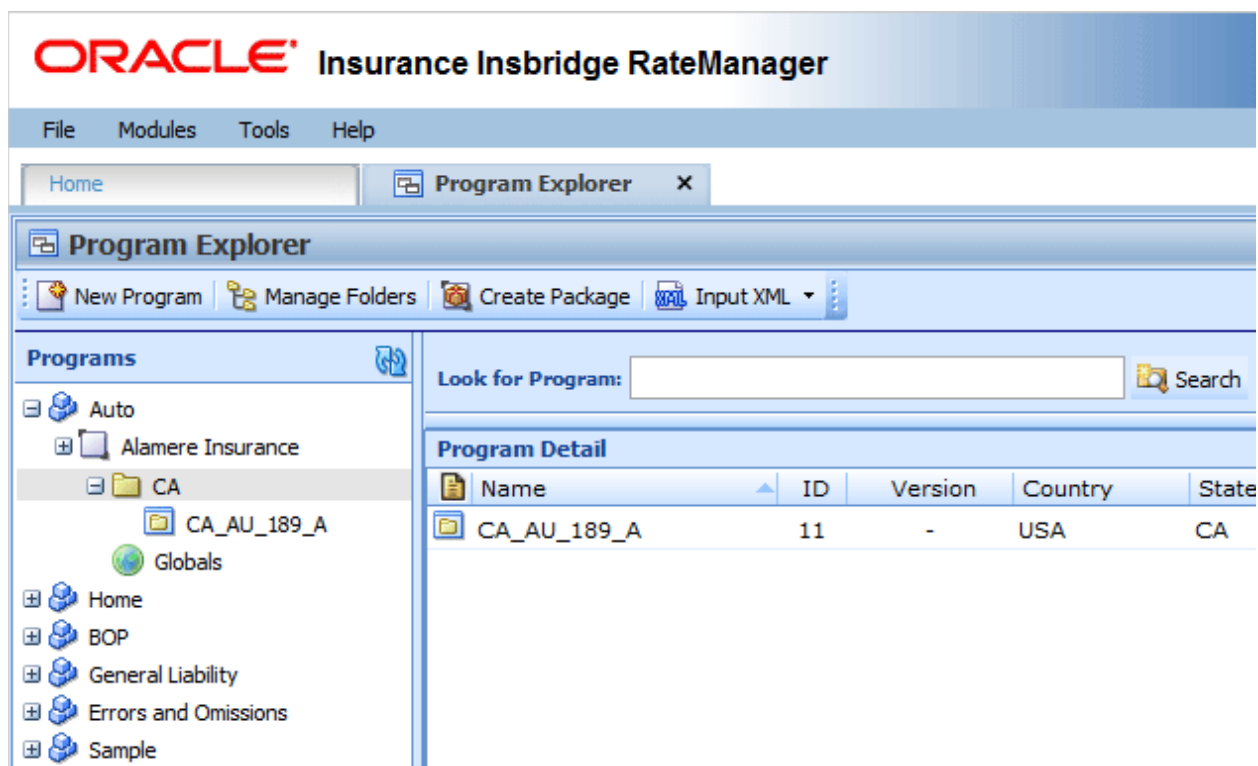 ORACLE Insurance Insbridge RateManager
File Modules Tools Help
Home Program Explorer
Program Explorer
New Program Manage Folders Create Package XML Input XML
Programs
Auto
Alamere Insurance
CA
CA_AU_189_A
Globals
Home
BOP
General Liability
Errors and Omissions
Sample
Look for Program: Search
Program Detail
Name ID Version Country State
CA_AU_189_A 11 - USA CA